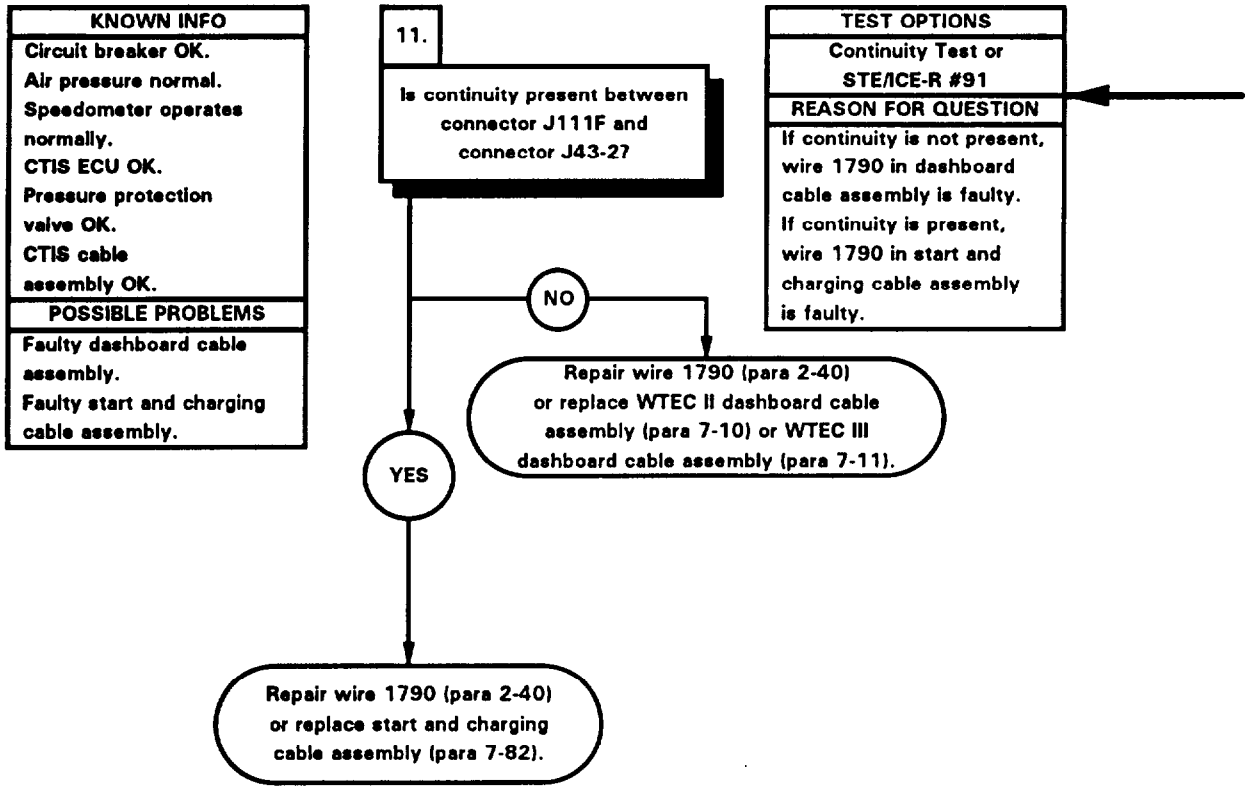 KNOWN INFO
Circuit breaker OK.
Air pressure normal.
Speedometer operates
normally.
CTIS ECU OK.
Pressure protection
valve OK.
CTIS cable
assembly OK.
POSSIBLE PROBLEMS
Faulty dashboard cable
assembly.
Faulty start and charging
cable assembly.
11.
Is continuity present between
connector J111F and
connector J43-2?
TEST OPTIONS
Continuity Test or
STE/ICE-R #91
REASON FOR QUESTION
If continuity is not present,
wire 1790 in dashboard
cable assembly is faulty.
If continuity is present,
wire 1790 in start and
charging cable assembly
is faulty.
NO
Repair wire 1790 (para 2-40)
or replace WTEC II dashboard cable
assembly (para 7-10) or WTEC III
dashboard cable assembly (para 7-11).
YES
Repair wire 1790 (para 2-40)
or replace start and charging
cable assembly (para 7-82).